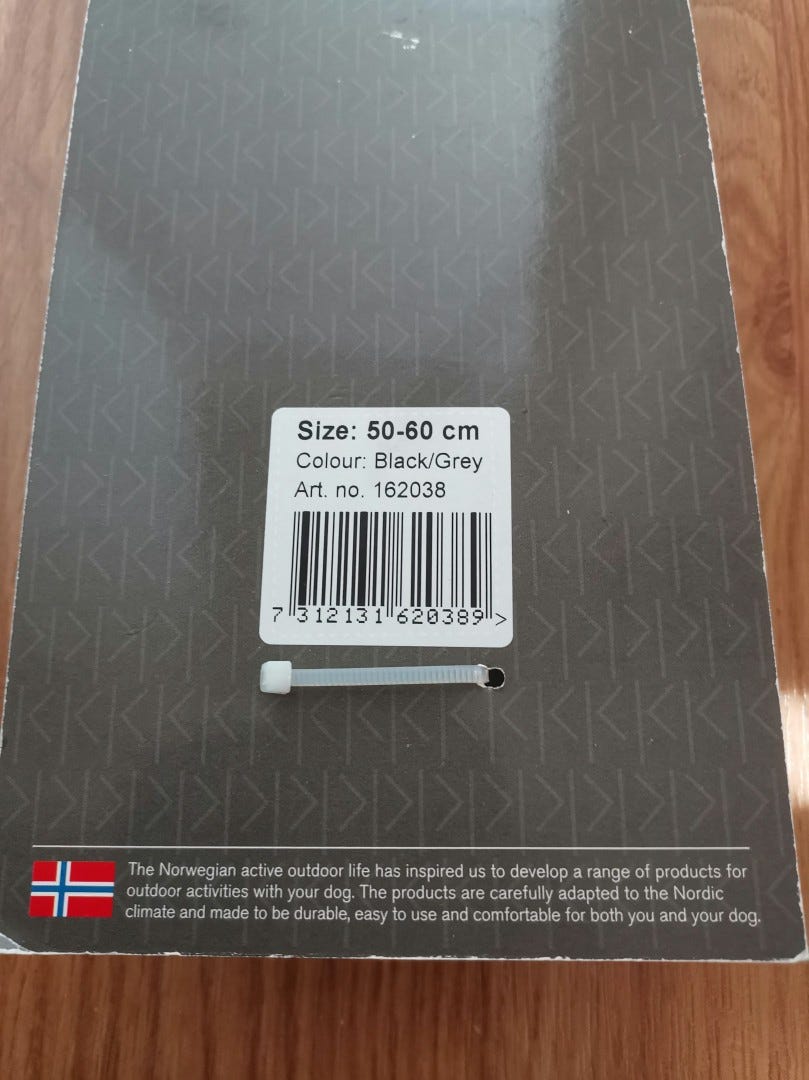 Size: 50-60 cm
Colour: Black/Grey
Art. no. 162038
7 312131 620389 >
The Norwegian active outdoor life has inspired us to develop a range of products for
outdoor activities with your dog. The products are carefully adapted to the Nordic
climate and made to be durable, easy to use and comfortable for both you and your dog.